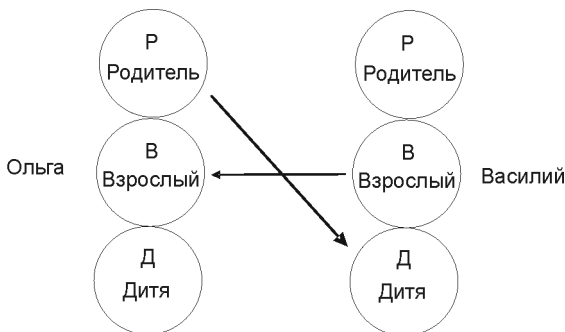 Р
Родитель
Р
Родитель
Ольга
В
Взрослый
В
Взрослый
Василий
Д
Дитя
Д
Дитя